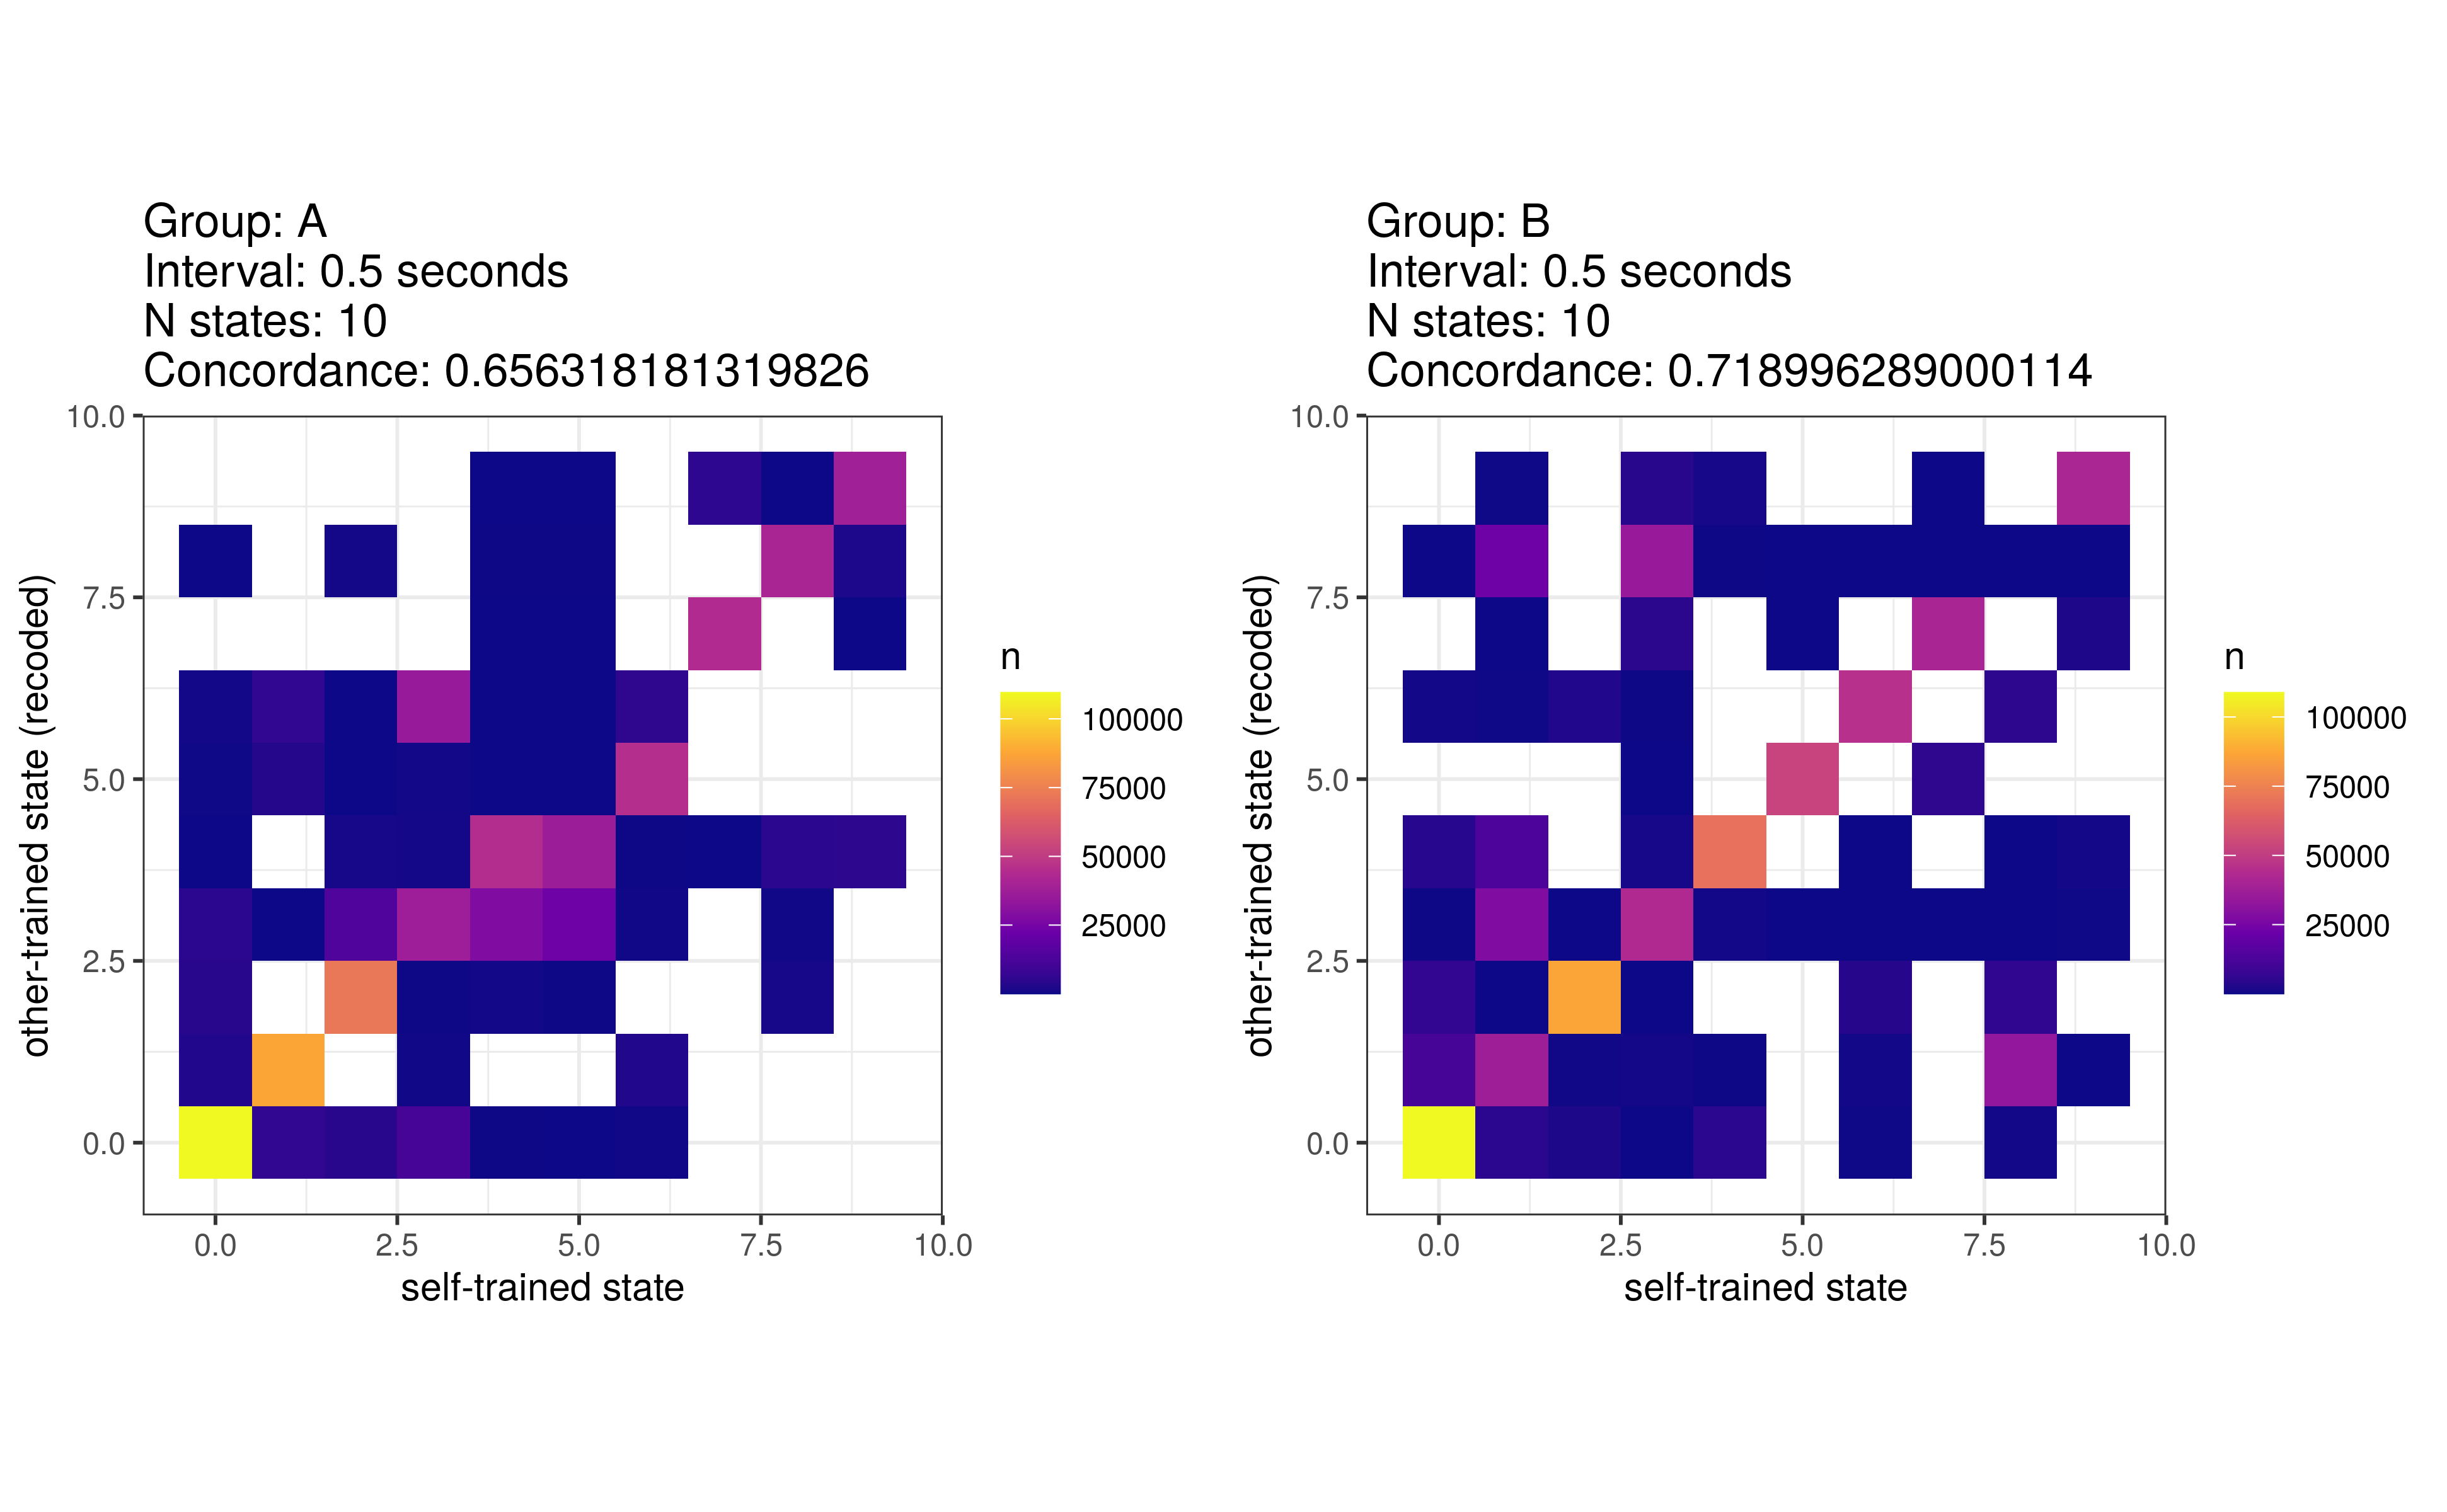 Group: A
Interval: 0.5 seconds
N states: 10
Concordance: 0.656318181319826
10.0
7.5
5.0
2.5
0.0
other-trained state (recoded)
0.0 2.5 5.0 7.5 10.0
self-trained state
n
100000
75000
50000
25000
Group: B
Interval: 0.5 seconds
N states: 10
Concordance: 0.718996289000114
10.0
7.5
5.0
2.5
0.0
other-trained state (recoded)
0.0 2.5 5.0 7.5 10.0
self-trained state
n
100000
75000
50000
25000